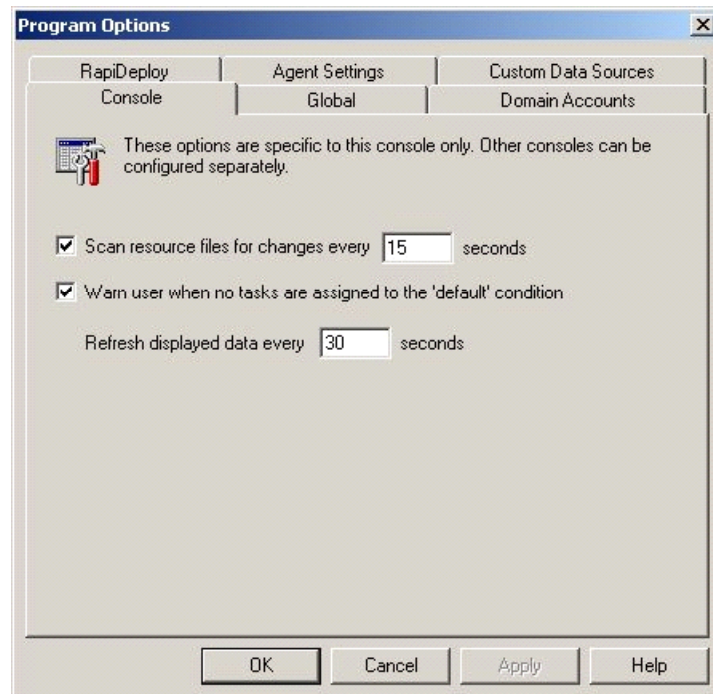 Program Options
RapiDeploy
Agent Settings
Custom Data Sources
Console
Global
Domain Accounts
These options are specific to this console only. Other consoles can be
configured separately.
Scan resource files for changes every 15 seconds
Warn user when no tasks are assigned to the 'default' condition
Refresh displayed data every 30 seconds
OK
Cancel
Apply
Help